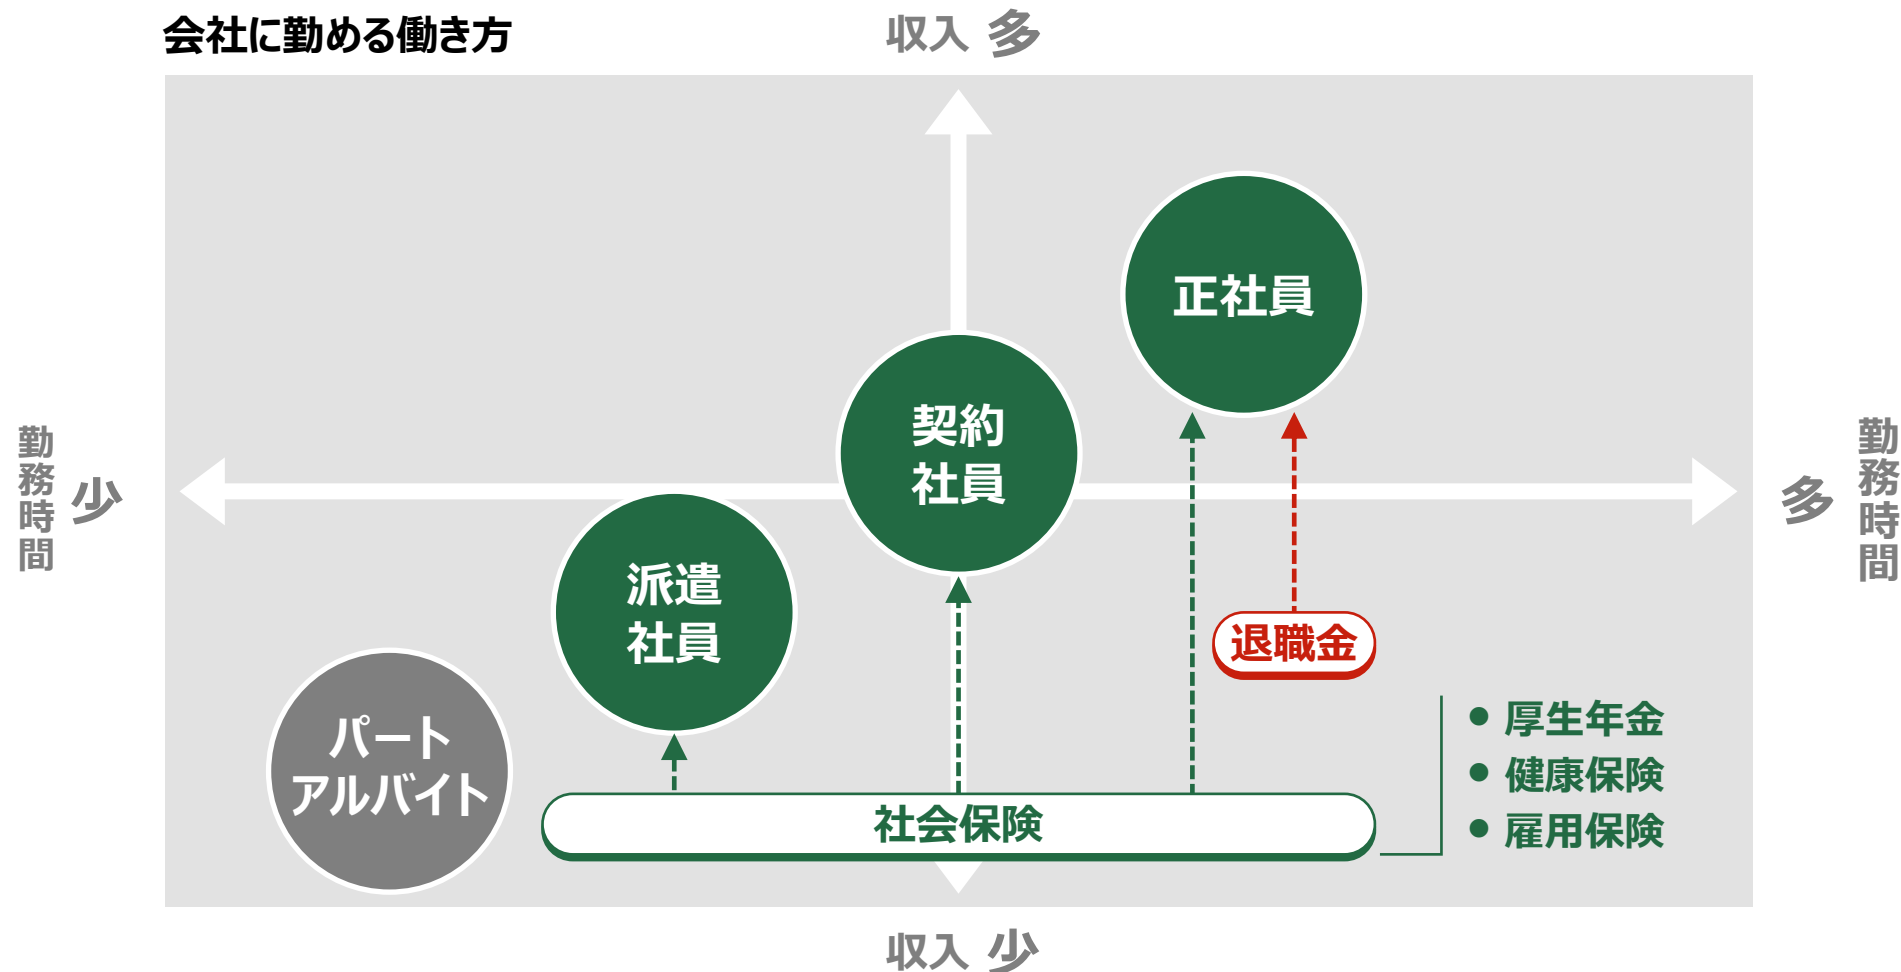 会社に勤める働き方
収入 多
正社員
契約
社員
勤務時間 少
多 勤務時間
派遣
社員
退職金
パート
アルバイト
社会保険
● 厚生年金
● 健康保険
● 雇用保険
収入 少